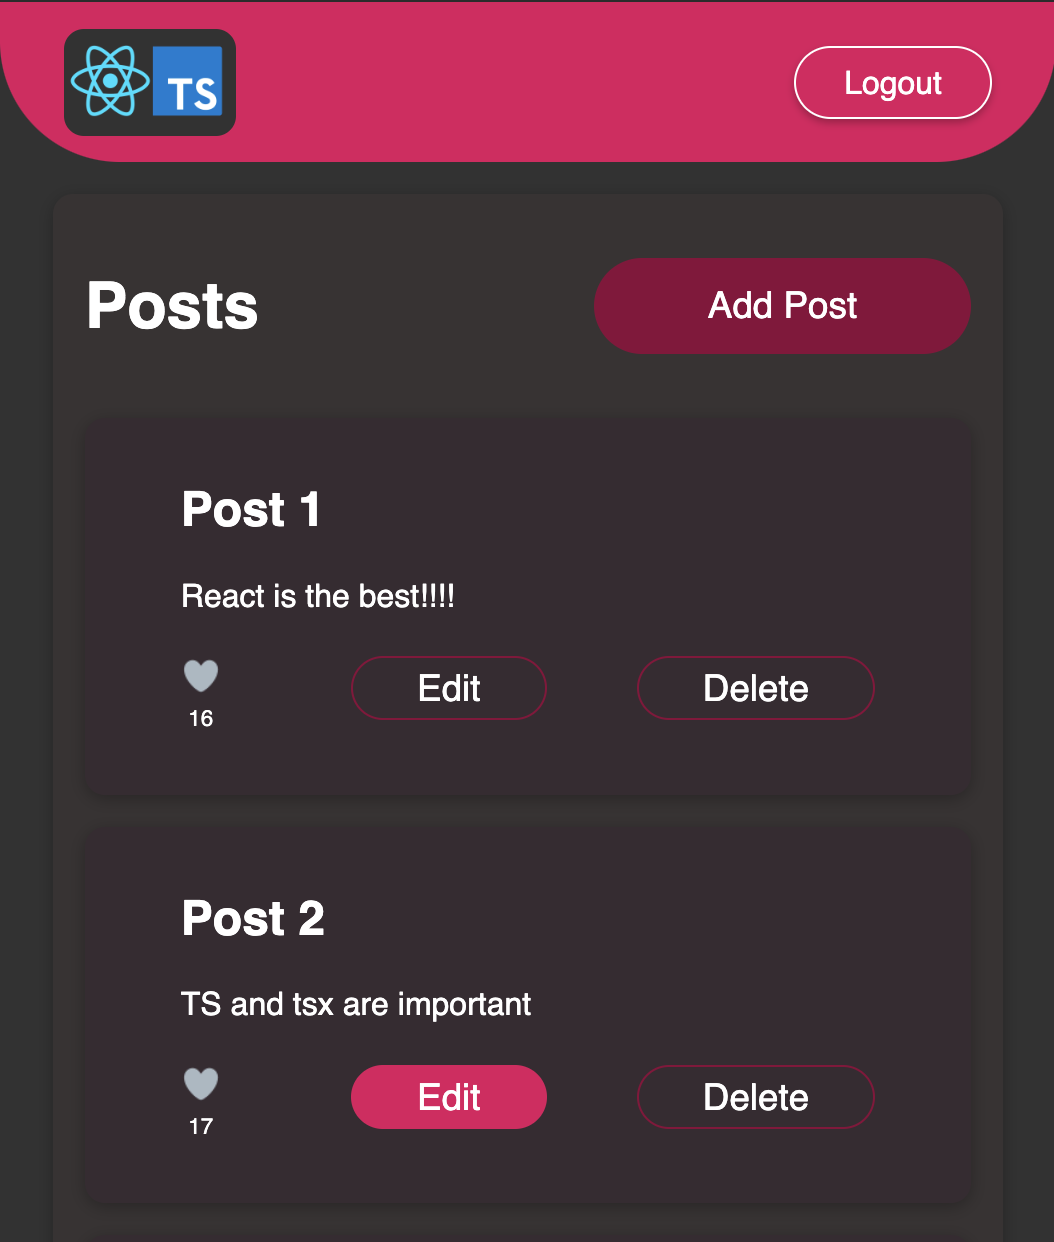 TS
Logout
Posts
Add Post
Post 1
React is the best!!!!
16
Edit
Delete
Post 2
TS and tsx are important
17
Edit
Delete